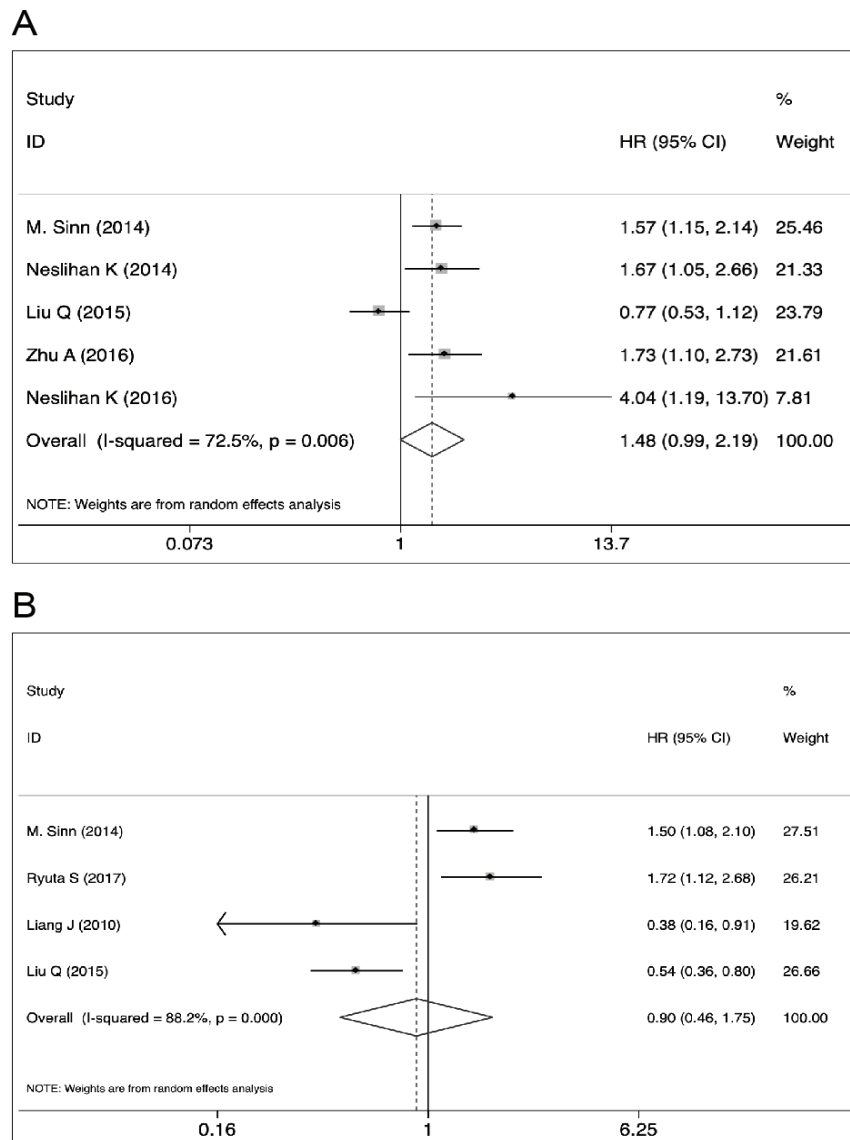 A
Study %
ID HR (95% CI) Weight
M. Sinn (2014) 1.57 (1.15, 2.14) 25.46
Neslihan K (2014) 1.67 (1.05, 2.66) 21.33
Liu Q (2015) 0.77 (0.53, 1.12) 23.79
Zhu A (2016) 1.73 (1.10, 2.73) 21.61
Neslihan K (2016) 4.04 (1.19, 13.70) 7.81
Overall (I-squared = 72.5%, p = 0.006) 1.48 (0.99, 2.19) 100.00
NOTE: Weights are from random effects analysis
0.073 1 13.7
B
Study %
ID HR (95% CI) Weight
M. Sinn (2014) 1.50 (1.08, 2.10) 27.51
Ryuta S (2017) 1.72 (1.12, 2.68) 26.21
Liang J (2010) 0.38 (0.16, 0.91) 19.62
Liu Q (2015) 0.54 (0.36, 0.80) 26.66
Overall (I-squared = 88.2%, p = 0.000) 0.90 (0.46, 1.75) 100.00
NOTE: Weights are from random effects analysis
0.16 1 6.25